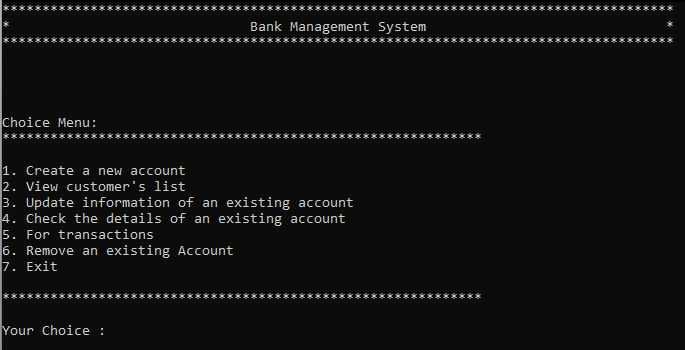 ************************************************************************************
*                              Bank Management System                              *
************************************************************************************
Choice Menu:
************************************************************
1. Create a new account
2. View customer's list
3. Update information of an existing account
4. Check the details of an existing account
5. For transactions
6. Remove an existing Account
7. Exit
************************************************************
Your Choice :